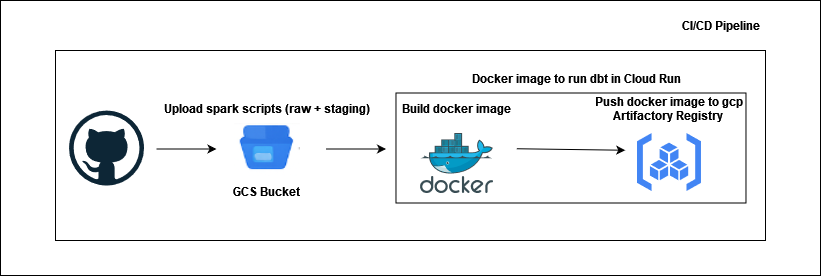 CI/CD Pipeline
Docker image to run dbt in Cloud Run
Upload spark scripts (raw + staging)
Build docker image
Push docker image to gcp
Artifactory Registry
docker
GCS Bucket